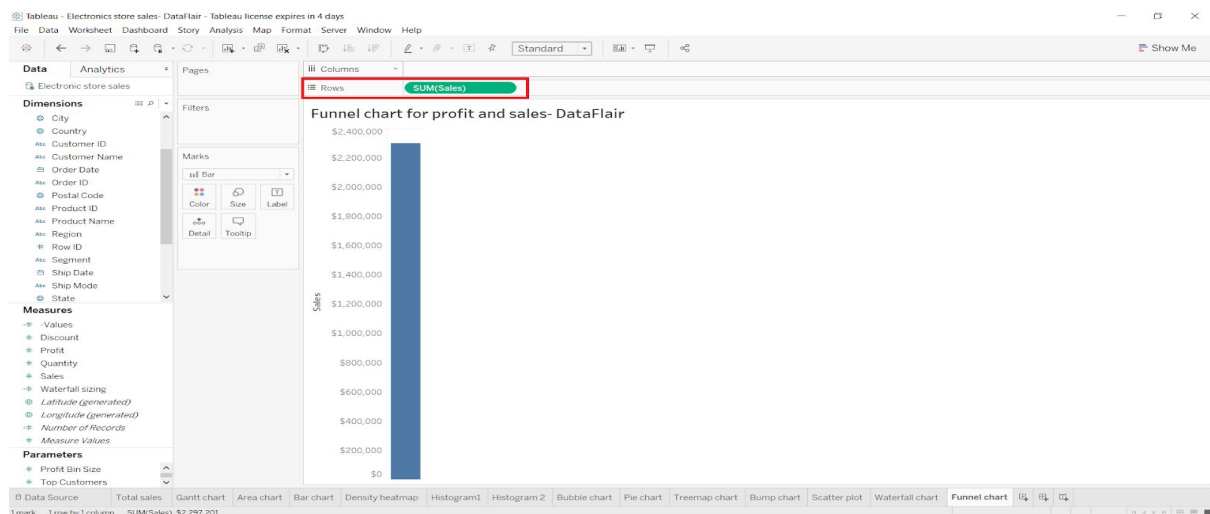 Tableau - Electronics store sales- DataFlair - Tableau license expires in 4 days
File Data Worksheet Dashboard Story Analysis Map Format Server Window Help
Standard
Show Me
Data Analytics
Electronic store sales
Dimensions
City
Country
Abc Customer ID
Abc Customer Name
Order Date
Abc Order ID
Postal Code
Abc Product ID
Abc Product Name
Abc Region
Row ID
Abc Segment
Ship Date
Abc Ship Mode
State
Measures
-Values
Discount
Profit
Quantity
Sales
Waterfall sizing
Latitude (generated)
Longitude (generated)
Number of Records
Measure Values
Parameters
Profit Bin Size
Top Customers
Pages
Filters
Marks
Bar
Color Size Label
Detail Tooltip
Columns
Rows SUM(Sales)
Funnel chart for profit and sales- DataFlair
$2,400,000
$2,200,000
$2,000,000
$1,800,000
$1,600,000
$1,400,000
$1,200,000
$1,000,000
$800,000
$600,000
$400,000
$200,000
$0
Sales
Data Source Total sales Gantt chart Area chart Bar chart Density heatmap Histogram1 Histogram 2 Bubble chart Pie chart Treemap chart Bump chart Scatter plot Waterfall chart Funnel chart
1 mark 1 row by 1 column SUM(Sales) $2,297,201